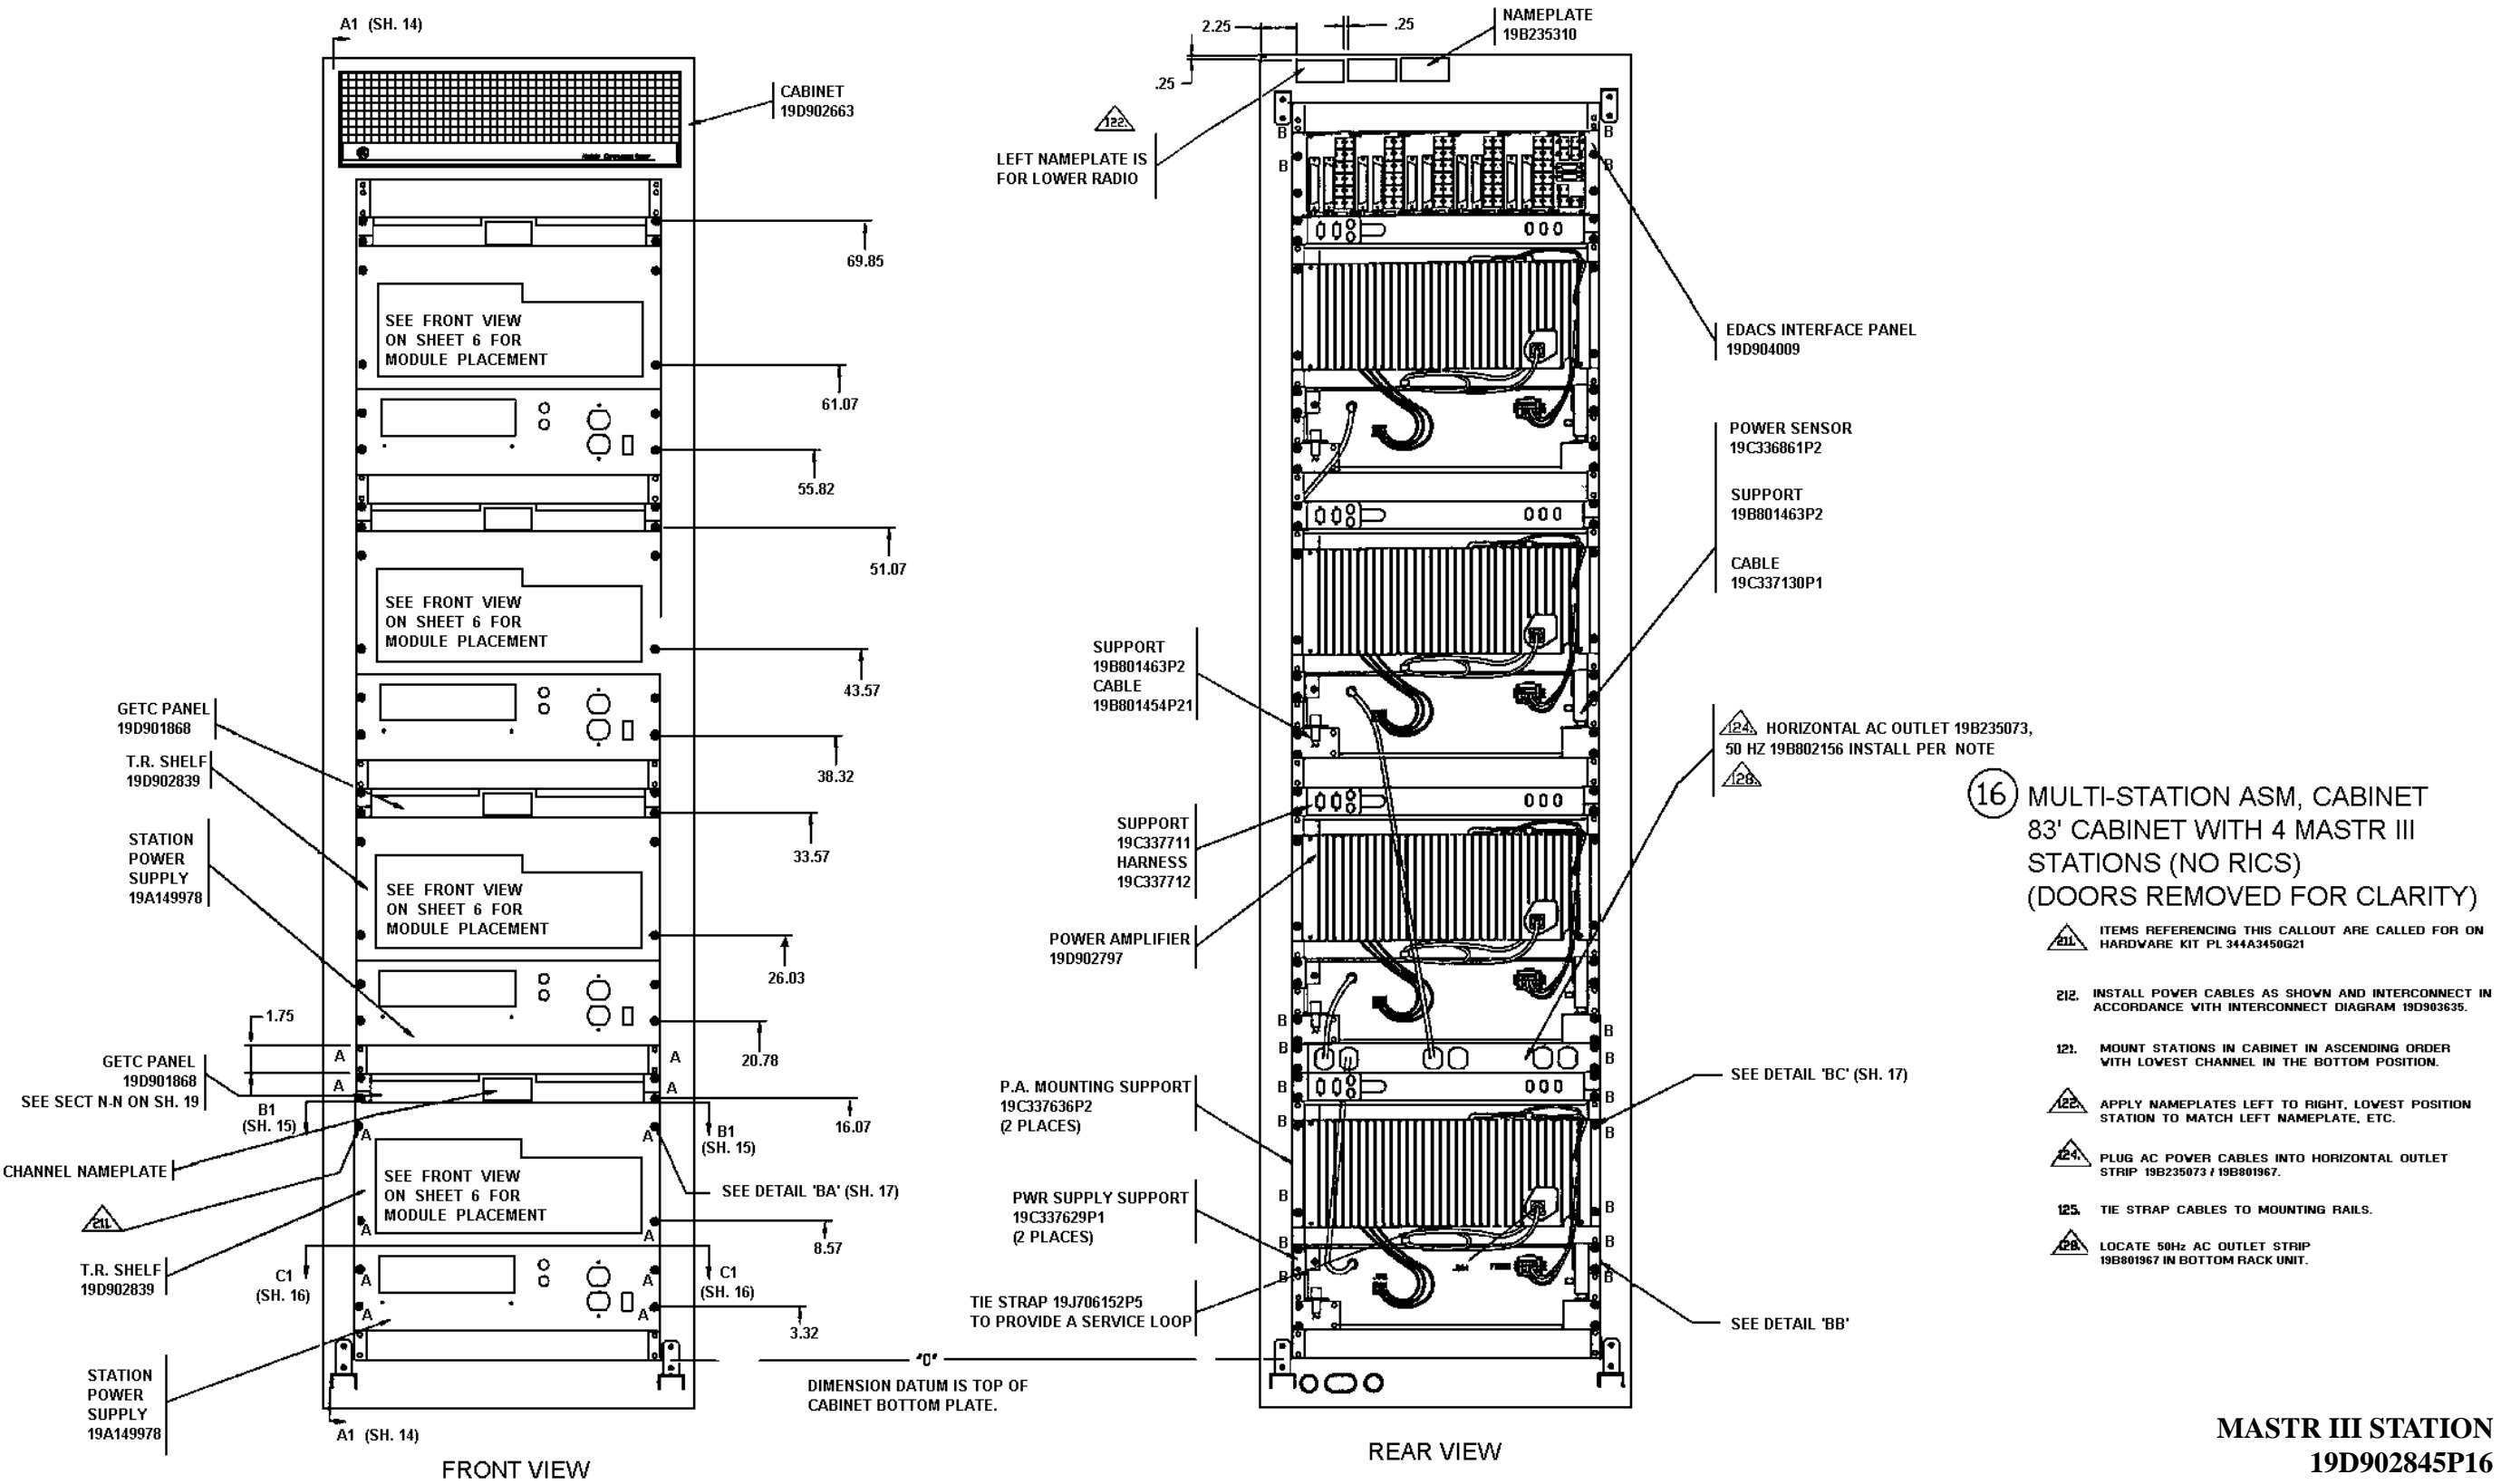 A1 (SH. 14)
CABINET
19D902663
69.85
SEE FRONT VIEW
ON SHEET 6 FOR
MODULE PLACEMENT
61.07
55.82
51.07
SEE FRONT VIEW
ON SHEET 6 FOR
MODULE PLACEMENT
43.57
GETC PANEL
19D901868
T.R. SHELF
19D902839
38.32
STATION
POWER
SUPPLY
19A149978
33.57
SEE FRONT VIEW
ON SHEET 6 FOR
MODULE PLACEMENT
26.03
1.75
20.78
A
A
GETC PANEL
19D901868
SEE SECT N-N ON SH. 19
A
A
B1
(SH. 15)
B1
(SH. 15)
16.07
A
A
CHANNEL NAMEPLATE
SEE FRONT VIEW
ON SHEET 6 FOR
MODULE PLACEMENT
SEE DETAIL 'BA' (SH. 17)
211.
A
A
8.57
T.R. SHELF
19D902839
C1
(SH. 16)
C1
(SH. 16)
A
A
A
A
3.32
STATION
POWER
SUPPLY
19A149978
"0"
DIMENSION DATUM IS TOP OF
CABINET BOTTOM PLATE.
A1 (SH. 14)
FRONT VIEW
2.25
.25
NAMEPLATE
19B235310
.25
122.
LEFT NAMEPLATE IS
FOR LOWER RADIO
B
B
B
B
EDACS INTERFACE PANEL
19D904009
POWER SENSOR
19C336861P2
SUPPORT
19B801463P2
CABLE
19C337130P1
SUPPORT
19B801463P2
CABLE
19B801454P21
124. HORIZONTAL AC OUTLET 19B235073,
50 HZ 19B802156 INSTALL PER NOTE
128.
SUPPORT
19C337711
HARNESS
19C337712
POWER AMPLIFIER
19D902797
B
B
B
B
B
B
SEE DETAIL 'BC' (SH. 17)
P.A. MOUNTING SUPPORT
19C337636P2
(2 PLACES)
B
B
B
B
B
B
PWR SUPPLY SUPPORT
19C337629P1
(2 PLACES)
B
B
B
B
TIE STRAP 19J706152P5
TO PROVIDE A SERVICE LOOP
SEE DETAIL 'BB'
REAR VIEW
16 MULTI-STATION ASM, CABINET
83' CABINET WITH 4 MASTR III
STATIONS (NO RICS)
(DOORS REMOVED FOR CLARITY)
211. ITEMS REFERENCING THIS CALLOUT ARE CALLED FOR ON
HARDWARE KIT PL 344A3450G21
212. INSTALL POWER CABLES AS SHOWN AND INTERCONNECT IN
ACCORDANCE WITH INTERCONNECT DIAGRAM 19D903635.
121. MOUNT STATIONS IN CABINET IN ASCENDING ORDER
WITH LOWEST CHANNEL IN THE BOTTOM POSITION.
122. APPLY NAMEPLATES LEFT TO RIGHT, LOWEST POSITION
STATION TO MATCH LEFT NAMEPLATE, ETC.
124. PLUG AC POWER CABLES INTO HORIZONTAL OUTLET
STRIP 19B235073 / 19B801967.
125. TIE STRAP CABLES TO MOUNTING RAILS.
128. LOCATE 50Hz AC OUTLET STRIP
19B801967 IN BOTTOM RACK UNIT.
MASTR III STATION
19D902845P16